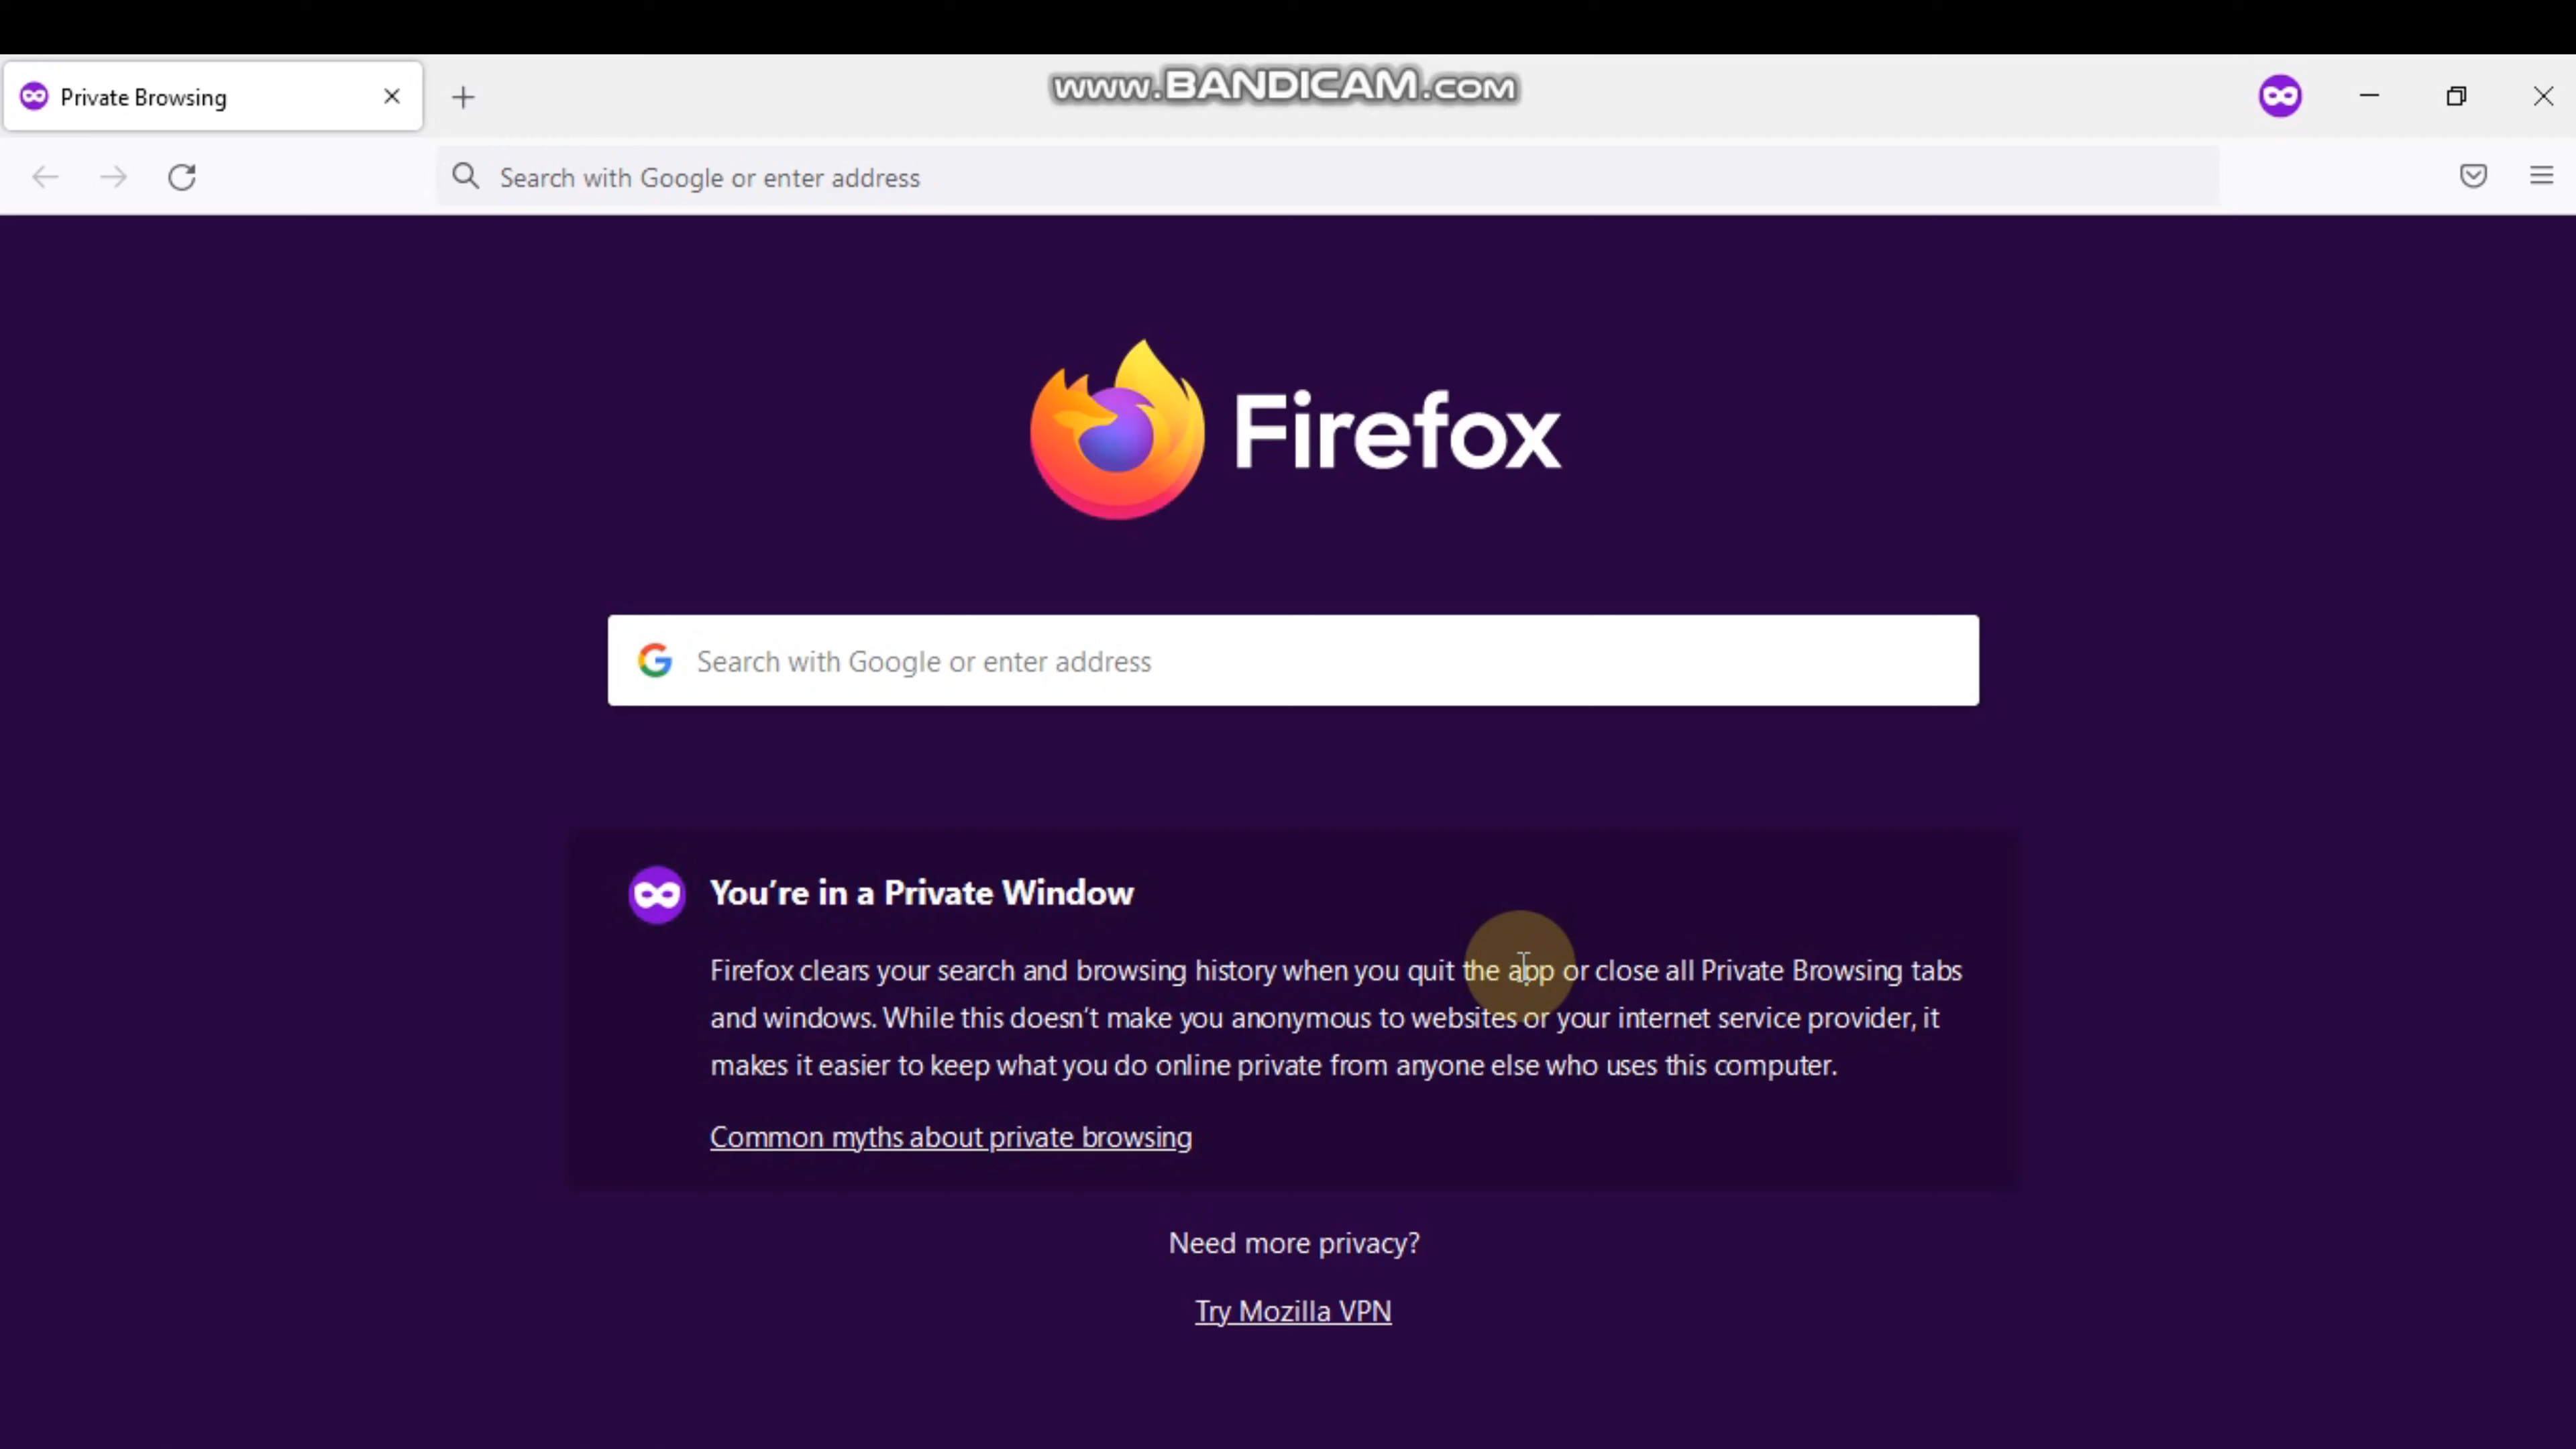 Private Browsing
www.BANDICAM.com
Search with Google or enter address
Firefox
Search with Google or enter address
You're in a Private Window
Firefox clears your search and browsing history when you quit the app or close all Private Browsing tabs
and windows. While this doesn't make you anonymous to websites or your internet service provider, it
makes it easier to keep what you do online private from anyone else who uses this computer.
Common myths about private browsing
Need more privacy?
Try Mozilla VPN